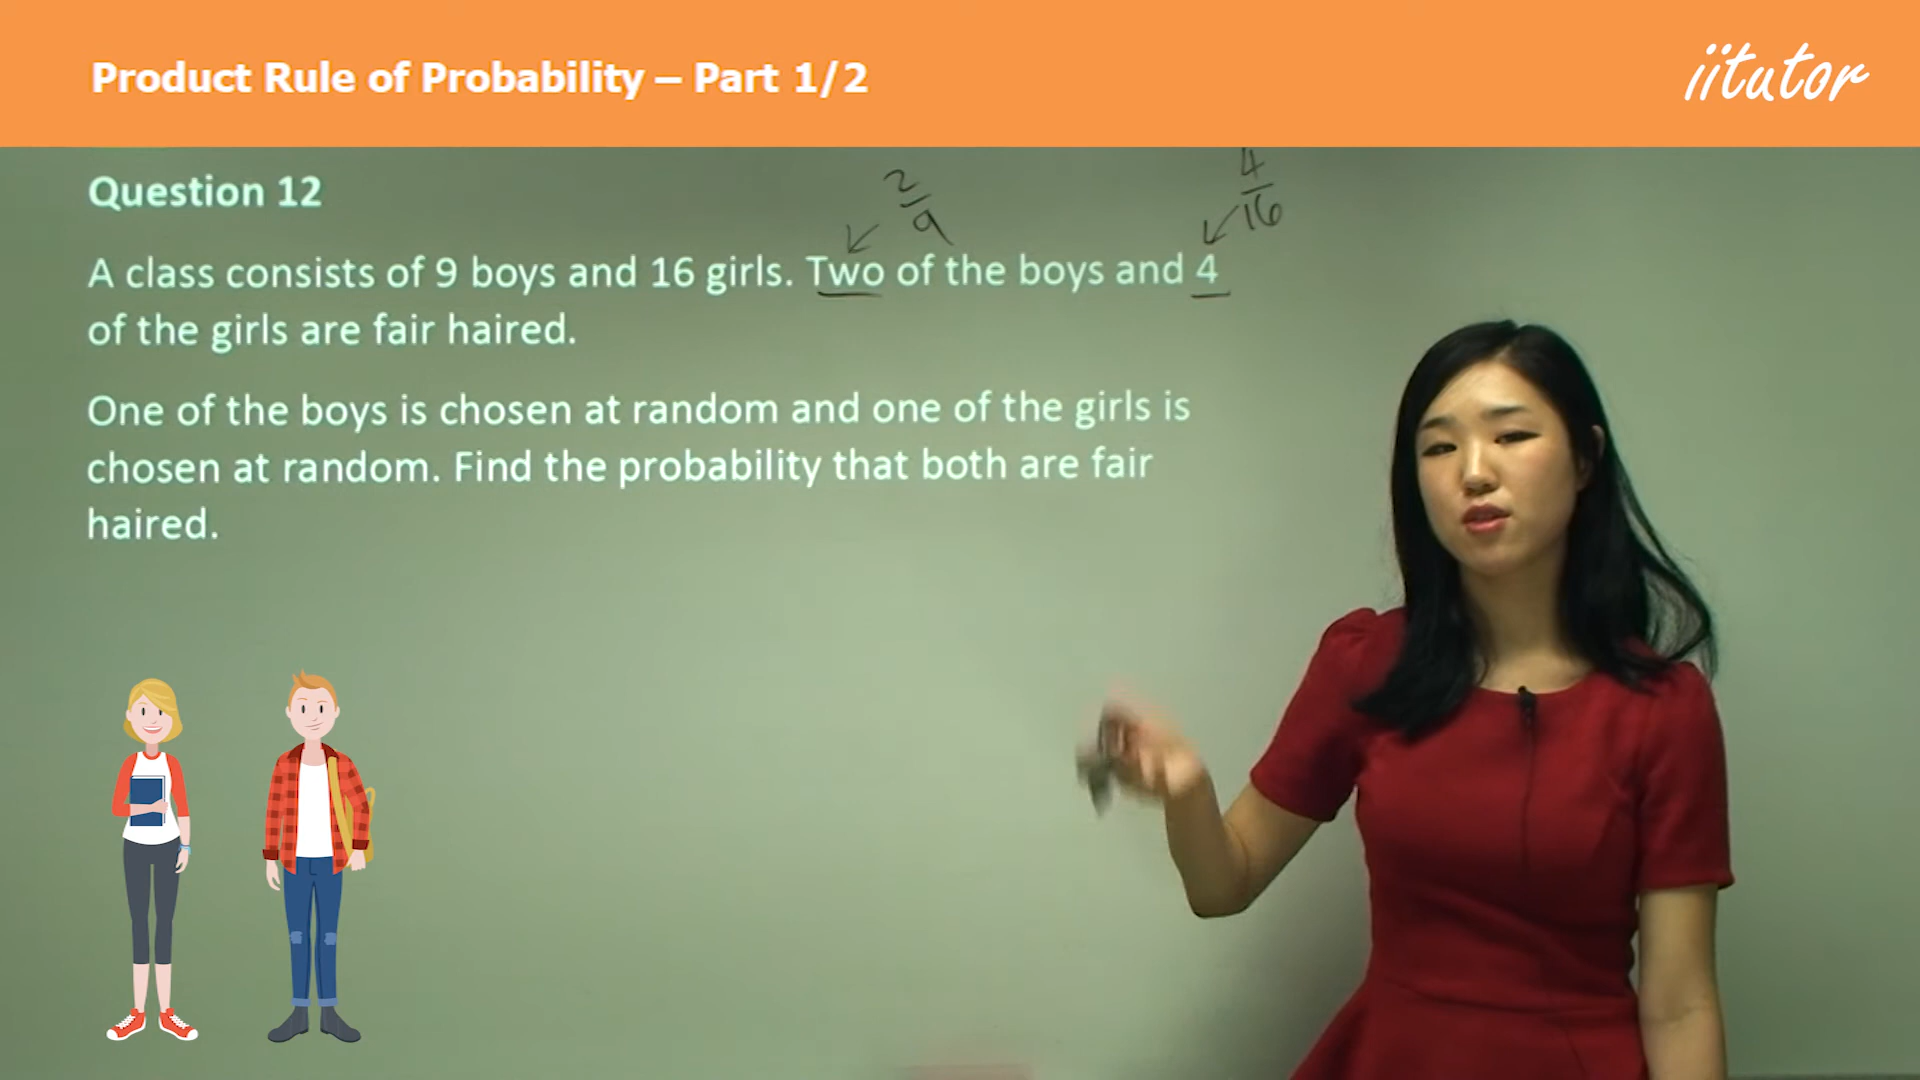 Product Rule of Probability – Part 1/2
iitutor
Question 12
2/9
4/16
A class consists of 9 boys and 16 girls. Two of the boys and 4
of the girls are fair haired.
One of the boys is chosen at random and one of the girls is
chosen at random. Find the probability that both are fair
haired.